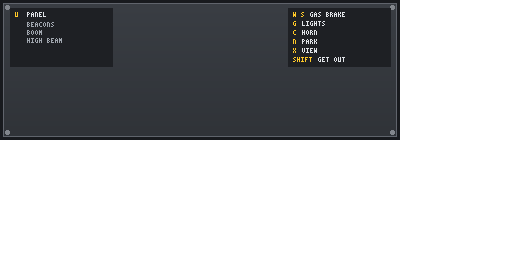 U PANEL
BEACONS
BOOM
HIGH BEAM
W S GAS BRAKE
G LIGHTS
C HORN
R PARK
X VIEW
SHIFT GET OUT